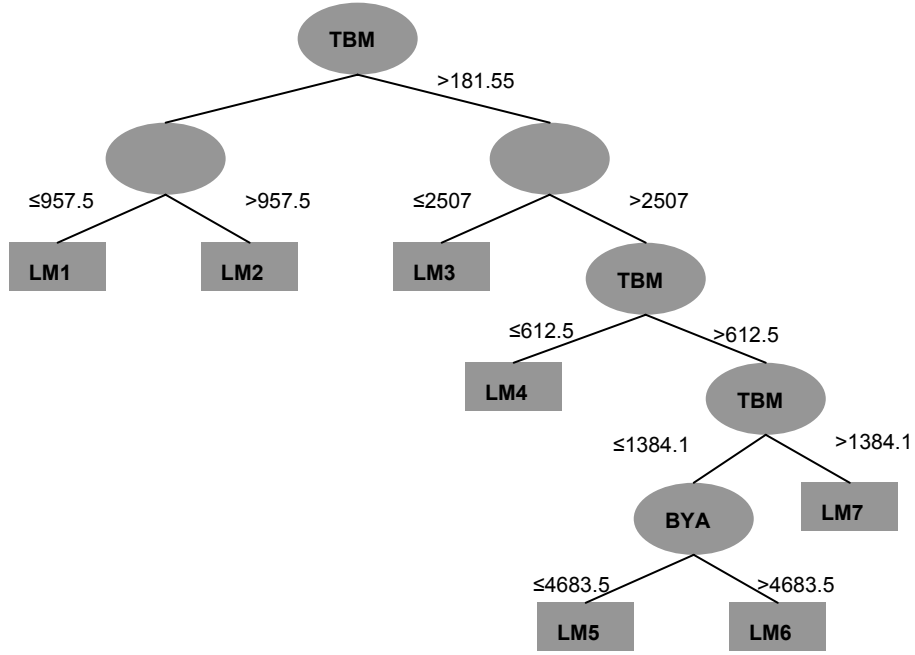 TBM
>181.55
≤957.5
>957.5
≤2507
>2507
LM1
LM2
LM3
TBM
≤612.5
>612.5
LM4
TBM
≤1384.1
>1384.1
BYA
LM7
≤4683.5
>4683.5
LM5
LM6